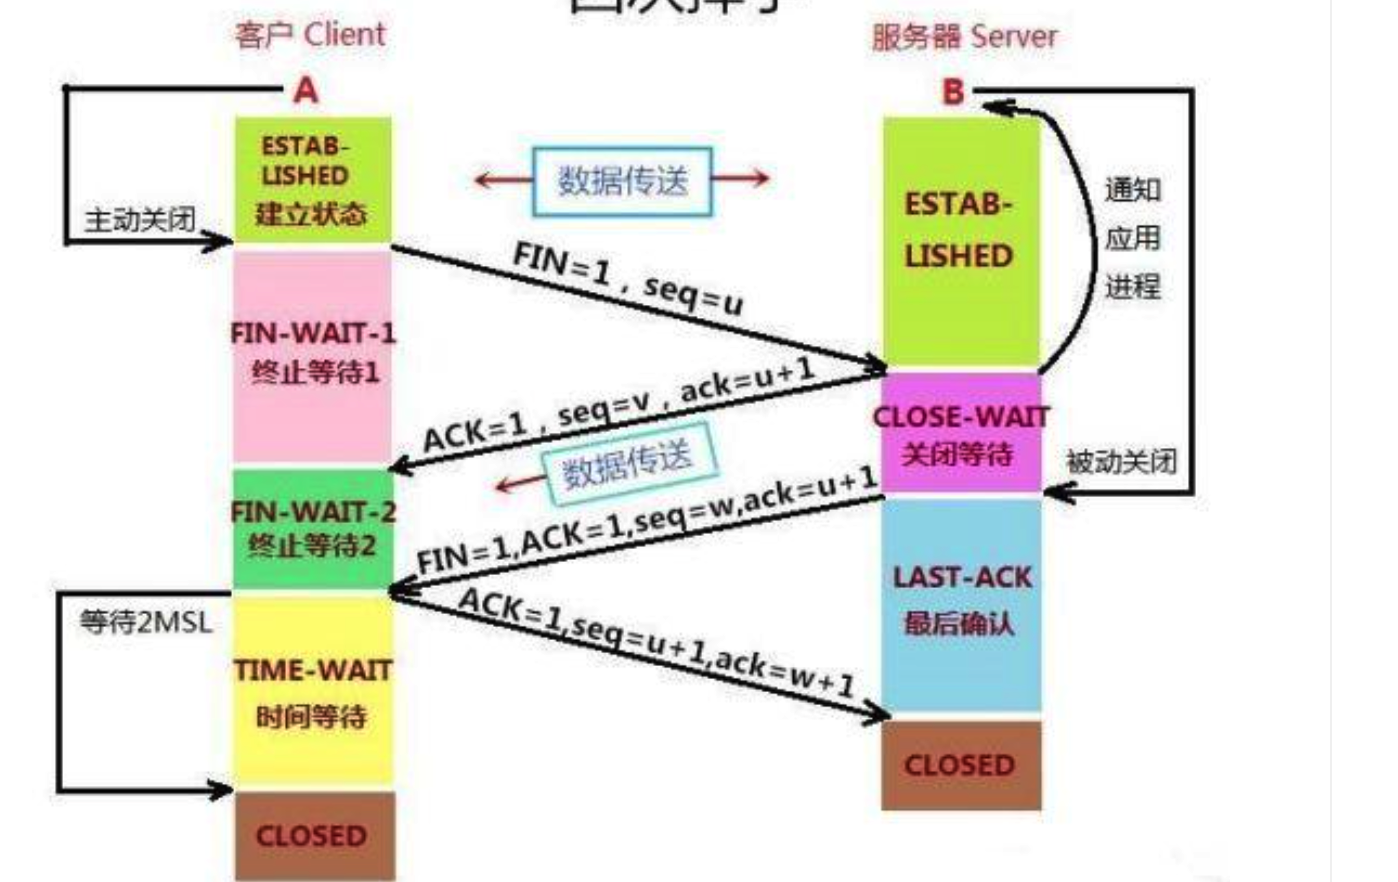 客户 Client
服务器 Server
A
B
ESTAB-
LISHED
建立状态
数据传送
ESTAB-
LISHED
通知
应用
进程
主动关闭
FIN=1，seq=u
FIN-WAIT-1
终止等待1
ACK=1，seq=v，ack=u+1
CLOSE-WAIT
关闭等待
被动关闭
数据传送
FIN-WAIT-2
终止等待2
FIN=1,ACK=1,seq=w,ack=u+1
LAST-ACK
最后确认
等待2MSL
ACK=1,seq=u+1,ack=w+1
TIME-WAIT
时间等待
CLOSED
CLOSED